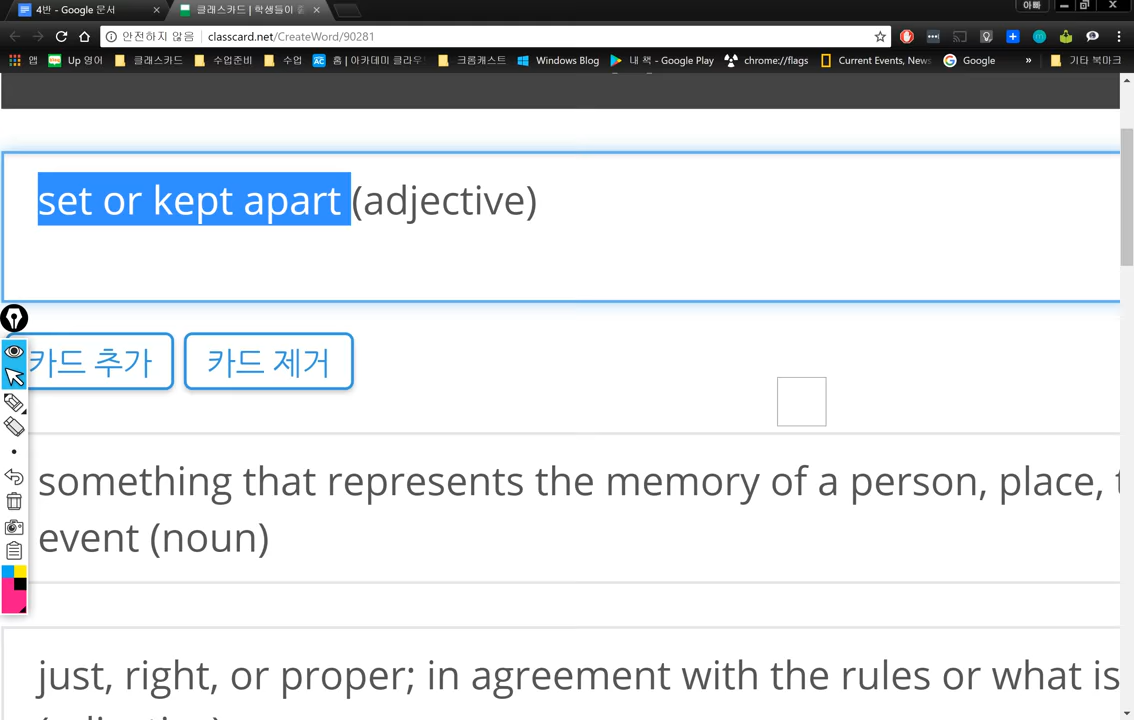 4반 - Google 문서
클래스카드 | 학생들이
아빠
안전하지 않음
classcard.net/CreateWord/90281
앱
Up 영어
클래스카드
수업준비
수업
홈 | 아카데미 클라우
크롬캐스트
Windows Blog
내 책 - Google Play
chrome://flags
Current Events, News
Google
»
기타 북마크
set or kept apart (adjective)
카드 추가
카드 제거
something that represents the memory of a person, place,
event (noun)
just, right, or proper; in agreement with the rules or what is